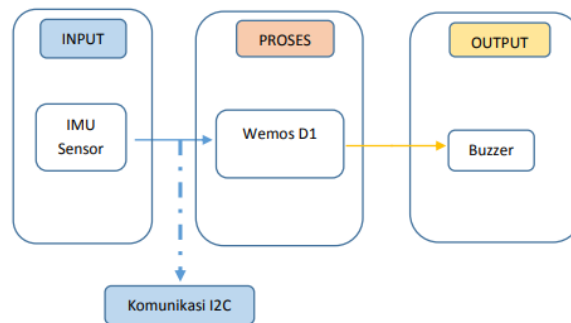 INPUT
PROSES
OUTPUT
IMU
Sensor
Wemos D1
Buzzer
Komunikasi I2C